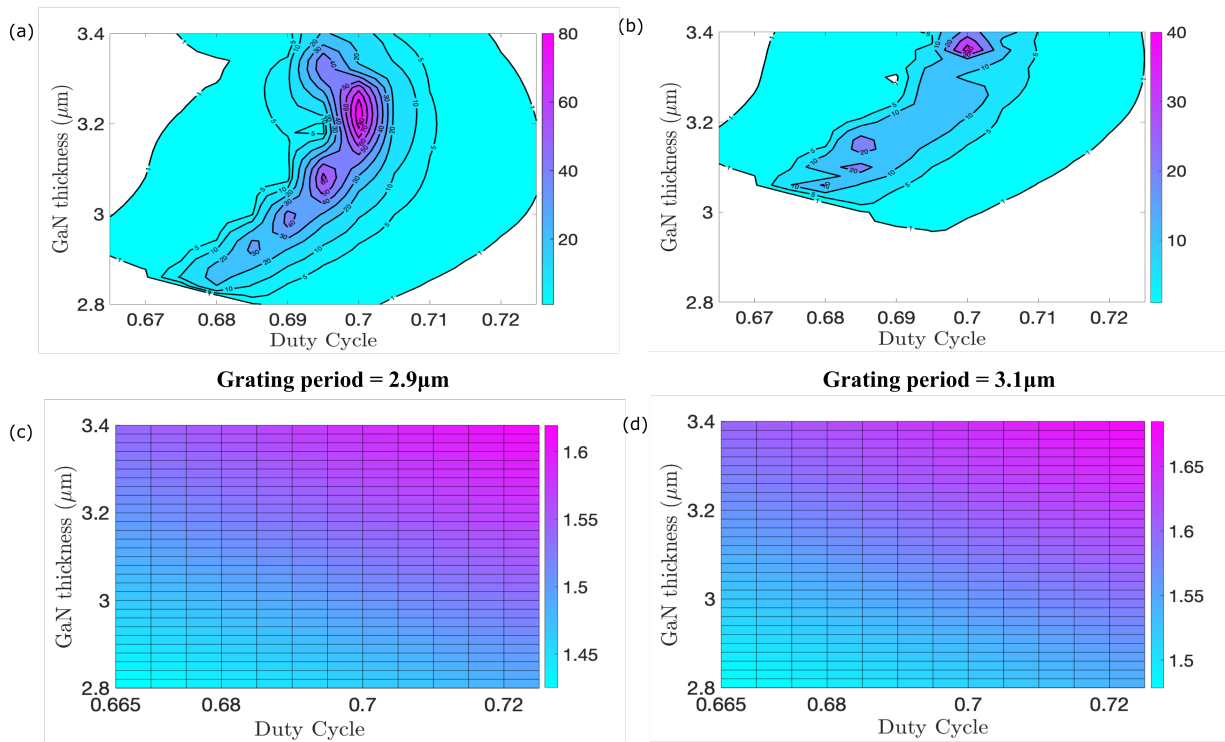 (a)
3.4
3.2
3
2.8
GaN thickness (μm)
0.67 0.68 0.69 0.7 0.71 0.72
Duty Cycle
80
60
40
20
(b)
3.4
3.2
3
2.8
GaN thickness (μm)
0.67 0.68 0.69 0.7 0.71 0.72
Duty Cycle
40
30
20
10
Grating period = 2.9μm
Grating period = 3.1μm
(c)
3.4
3.2
3
2.8
GaN thickness (μm)
0.665 0.68 0.7 0.72
Duty Cycle
1.6
1.55
1.5
1.45
(d)
3.4
3.2
3
2.8
GaN thickness (μm)
0.665 0.68 0.7 0.72
Duty Cycle
1.65
1.6
1.55
1.5